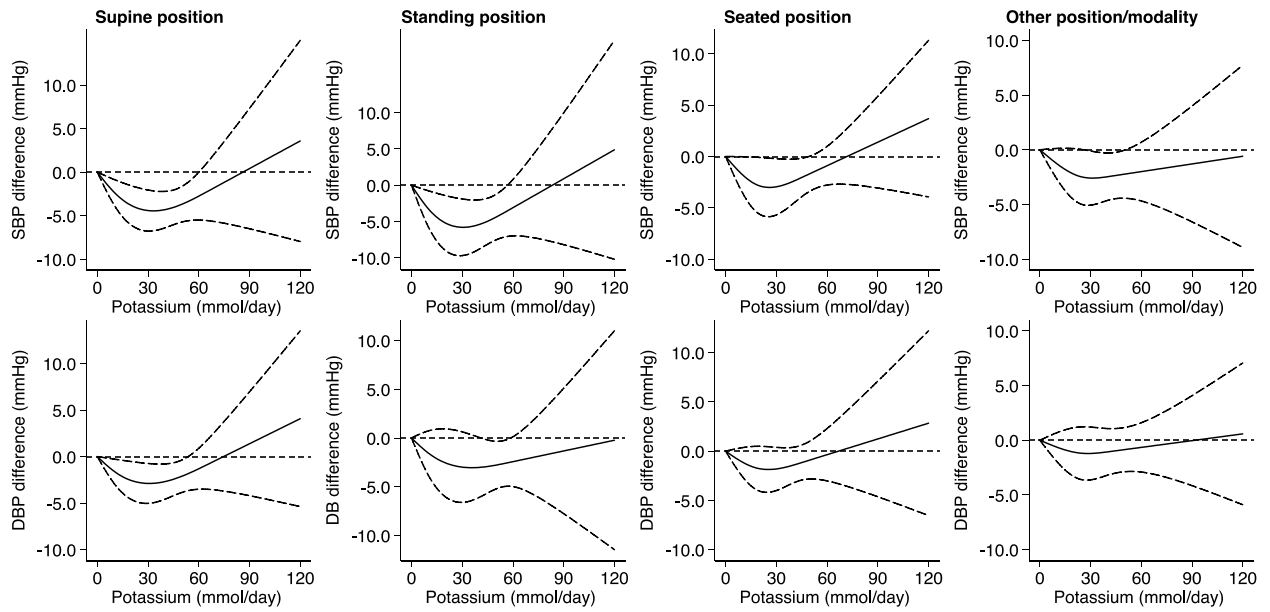 Supine position
Standing position
Seated position
Other position/modality
SBP difference (mmHg)
10.0
5.0
0.0
-5.0
-10.0
0 30 60 90 120
Potassium (mmol/day)
SBP difference (mmHg)
10.0
5.0
0.0
-5.0
-10.0
0 30 60 90 120
Potassium (mmol/day)
SBP difference (mmHg)
10.0
5.0
0.0
-5.0
-10.0
0 30 60 90 120
Potassium (mmol/day)
SBP difference (mmHg)
10.0
5.0
0.0
-5.0
-10.0
0 30 60 90 120
Potassium (mmol/day)
DBP difference (mmHg)
10.0
5.0
0.0
-5.0
-10.0
0 30 60 90 120
Potassium (mmol/day)
DB difference (mmHg)
10.0
5.0
0.0
-5.0
-10.0
0 30 60 90 120
Potassium (mmol/day)
DBP difference (mmHg)
10.0
5.0
0.0
-5.0
-10.0
0 30 60 90 120
Potassium (mmol/day)
DBP difference (mmHg)
10.0
5.0
0.0
-5.0
-10.0
0 30 60 90 120
Potassium (mmol/day)